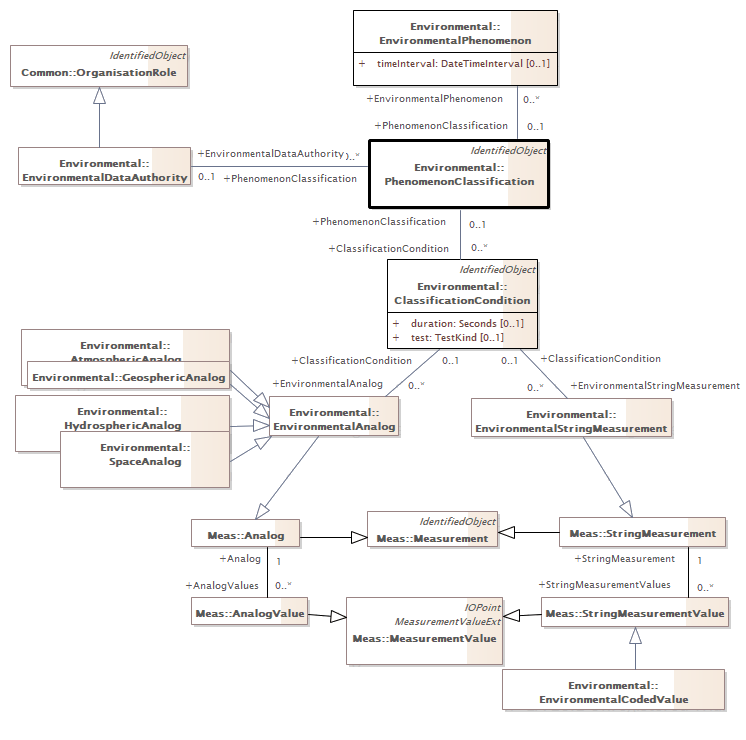 Environmental::
EnvironmentalPhenomenon
+ timeInterval: DateTimeInterval [0..1]
IdentifiedObject
Common::OrganisationRole
+EnvironmentalPhenomenon 0..*
+PhenomenonClassification 0..1
Environmental::
EnvironmentalDataAuthority
+EnvironmentalDataAuthority 0..*
0..1 +PhenomenonClassification
IdentifiedObject
Environmental::
PhenomenonClassification
+PhenomenonClassification 0..1
+ClassificationCondition 0..*
IdentifiedObject
Environmental::
ClassificationCondition
+ duration: Seconds [0..1]
+ test: TestKind [0..1]
Environmental::
AtmosphericAnalog
Environmental::GeosphericAnalog
Environmental::
HydrosphericAnalog
Environmental::
SpaceAnalog
+ClassificationCondition 0..1
+EnvironmentalAnalog 0..*
0..1 +ClassificationCondition
0..* +EnvironmentalStringMeasurement
Environmental::
EnvironmentalAnalog
Environmental::
EnvironmentalStringMeasurement
Meas::Analog
IdentifiedObject
Meas::Measurement
Meas::StringMeasurement
+Analog 1
+AnalogValues 0..*
+StringMeasurement 1
+StringMeasurementValues 0..*
Meas::AnalogValue
IOPoint
MeasurementValueExt
Meas::MeasurementValue
Meas::StringMeasurementValue
Environmental::
EnvironmentalCodedValue